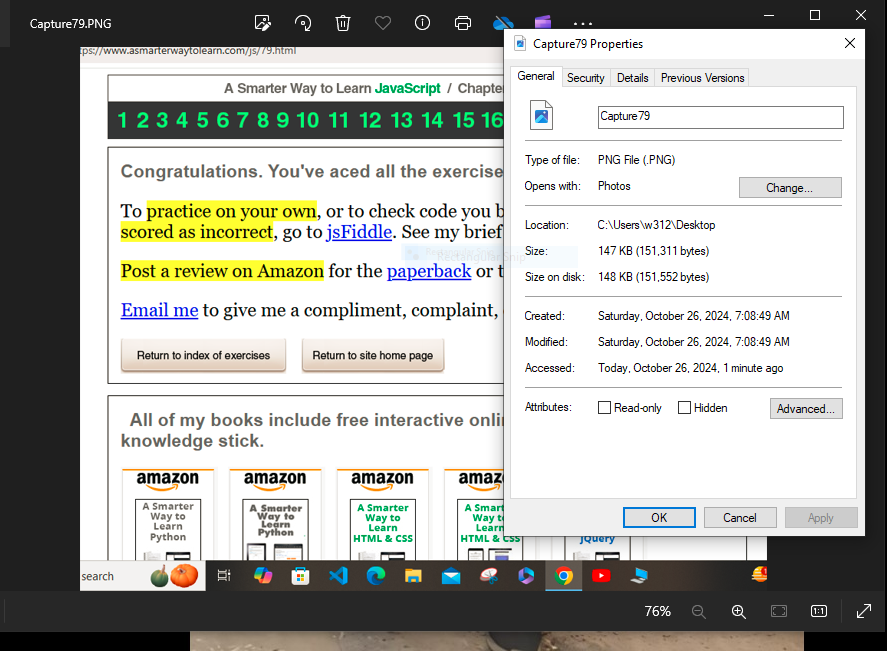 Capture79.PNG
ps://www.asmarterwaytolearn.com/js/79.html
A Smarter Way to Learn JavaScript / Chapte
1 2 3 4 5 6 7 8 9 10 11 12 13 14 15 16
Congratulations. You've aced all the exercise
To practice on your own, or to check code you b
scored as incorrect, go to jsFiddle. See my brief
Rectangular Snip
Post a review on Amazon for the paperback or t
Email me to give me a compliment, complaint,
Return to index of exercises
Return to site home page
All of my books include free interactive onli
knowledge stick.
amazon
A Smarter
Way to
Learn
Python
amazon
A Smarter
Way to
Learn
Python
amazon
A Smarter
Way to
Learn
HTML & CSS
amaz
A Smart
Way to
Learn
HTML & CSS
jQuery
search
76%
1:1
Capture79 Properties
General
Security
Details
Previous Versions
Capture79
Type of file: PNG File (.PNG)
Opens with: Photos
Change...
Location: C:\Users\w312\Desktop
Size: 147 KB (151,311 bytes)
Size on disk: 148 KB (151,552 bytes)
Created: Saturday, October 26, 2024, 7:08:49 AM
Modified: Saturday, October 26, 2024, 7:08:49 AM
Accessed: Today, October 26, 2024, 1 minute ago
Attributes: Read-only Hidden
Advanced...
OK
Cancel
Apply